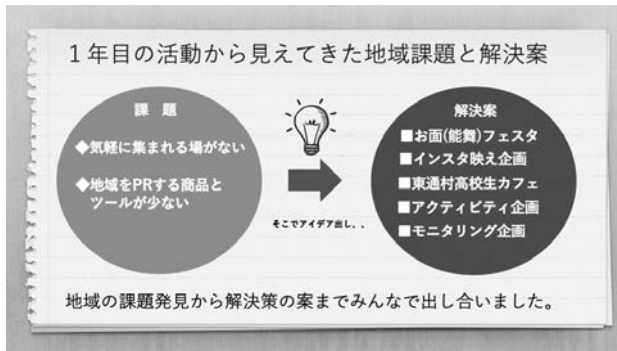 1年目の活動から見えてきた地域課題と解決案
課 題
◆気軽に集まれる場がない
◆地域をPRする商品と
ツールが少ない
そこでアイデア出し、、
解決案
■お面(能舞)フェスタ
■インスタ映え企画
■東通村高校生カフェ
■アクティビティ企画
■モニタリング企画
地域の課題発見から解決策の案までみんなで出し合いました。